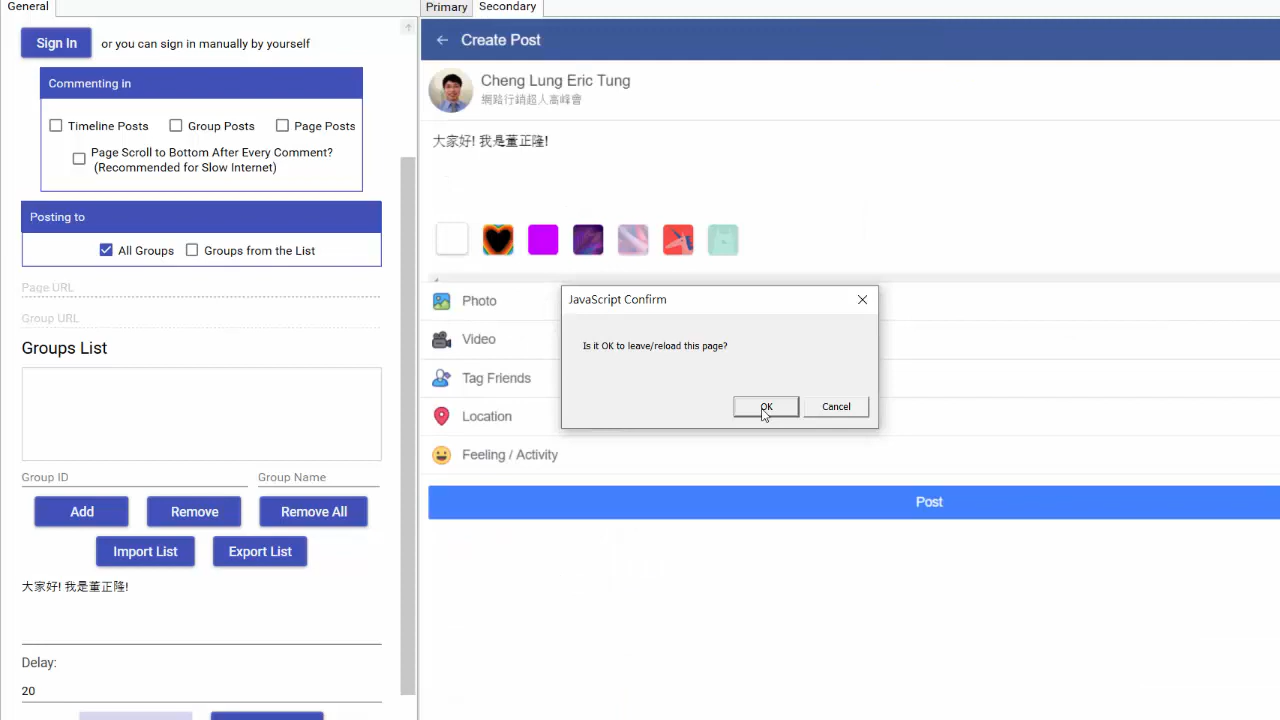 General
Sign In
or you can sign in manually by yourself
Commenting in
Timeline Posts
Group Posts
Page Posts
Page Scroll to Bottom After Every Comment?
(Recommended for Slow Internet)
Posting to
All Groups
Groups from the List
Page URL
Group URL
Groups List
Group ID
Group Name
Add
Remove
Remove All
Import List
Export List
大家好! 我是董正隆!
Delay:
20
Primary
Secondary
Create Post
Cheng Lung Eric Tung
網路行銷超人高峰會
大家好! 我是董正隆!
Photo
Video
Tag Friends
Location
Feeling / Activity
Post
JavaScript Confirm
Is it OK to leave/reload this page?
OK
Cancel